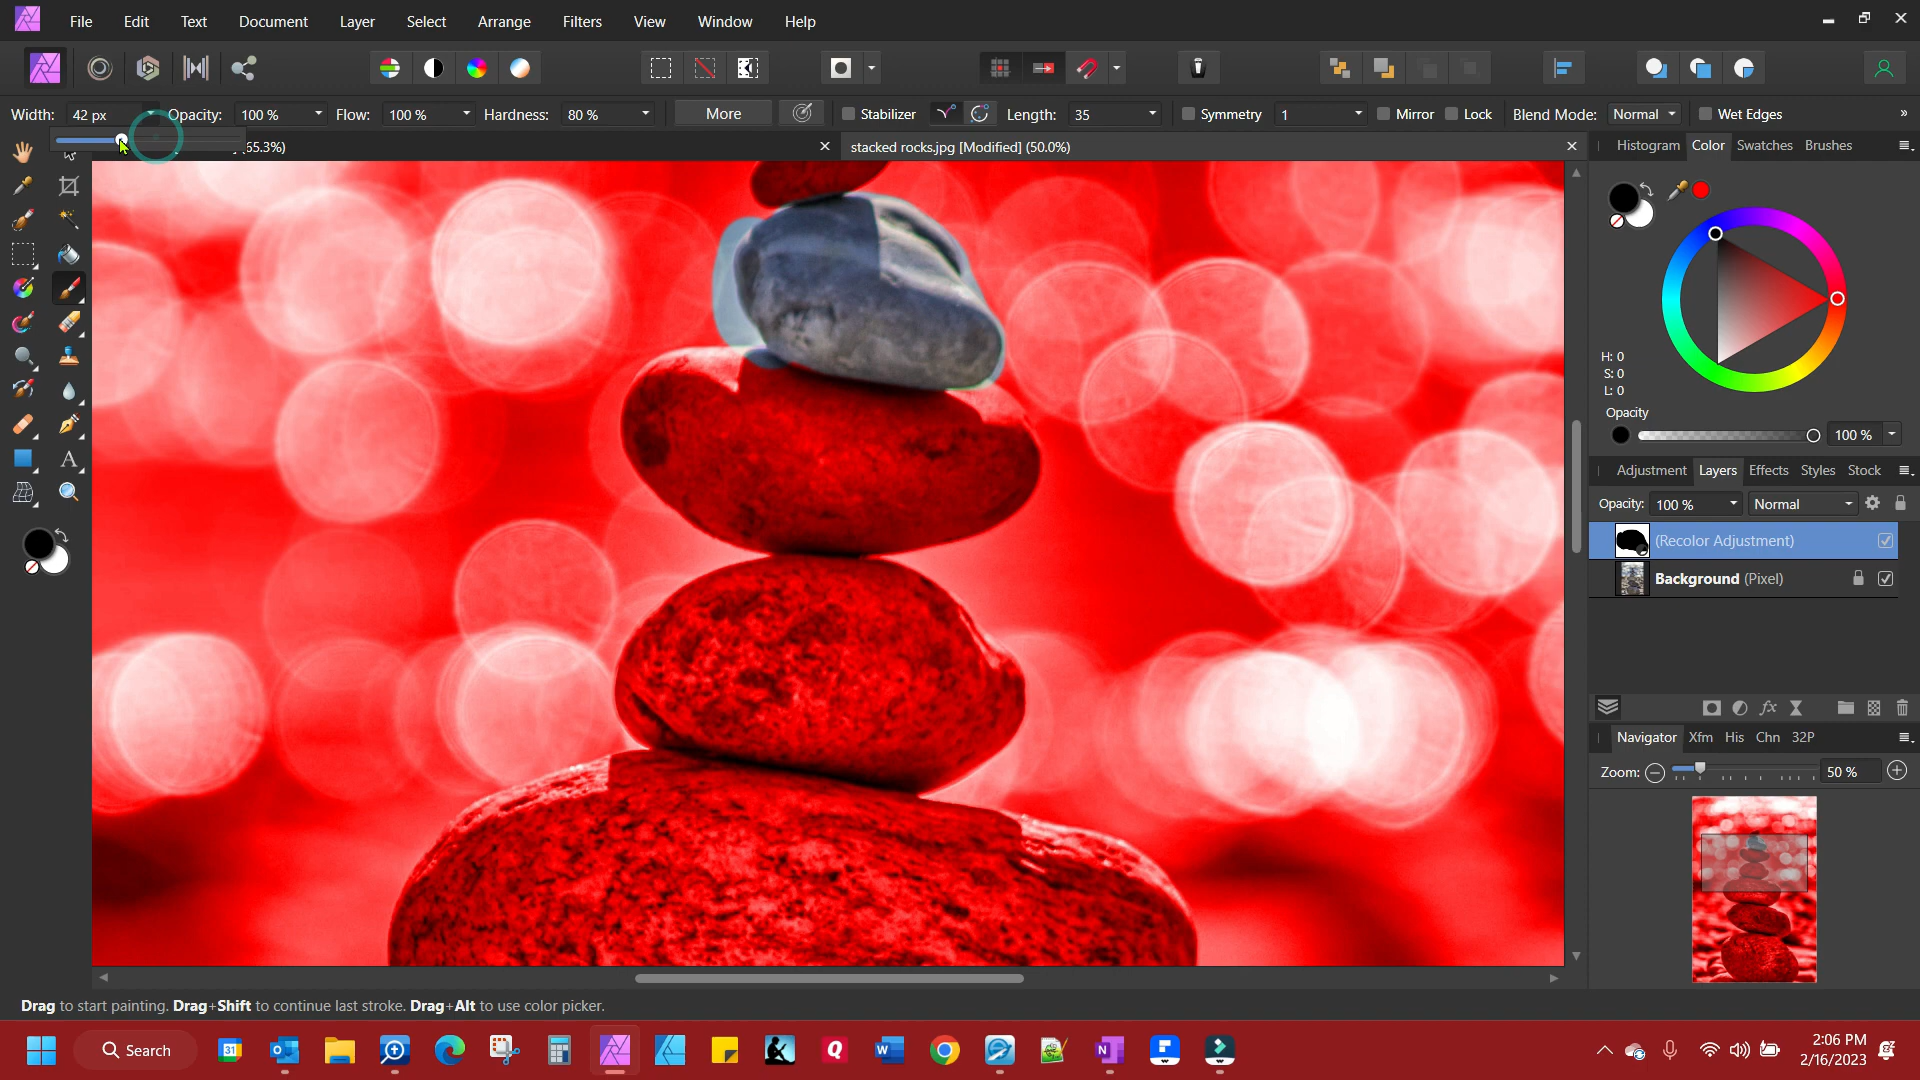 File Edit Text Document Layer Select Arrange Filters View Window Help
Width: 42 px Opacity: 100 % Flow: 100 % Hardness: 80 % More Stabilizer Length: 35 Symmetry 1 Mirror Lock Blend Mode: Normal Wet Edges »
(65.3%) stacked rocks.jpg [Modified] (50.0%)
Histogram Color Swatches Brushes
H: 0
S: 0
L: 0
Opacity
100 %
Adjustment Layers Effects Styles Stock
Opacity: 100 % Normal
(Recolor Adjustment)
Background (Pixel)
Navigator Xfm His Chn 32P
Zoom: 50 %
Drag to start painting. Drag+Shift to continue last stroke. Drag+Alt to use color picker.
Search
31
2:06 PM
2/16/2023